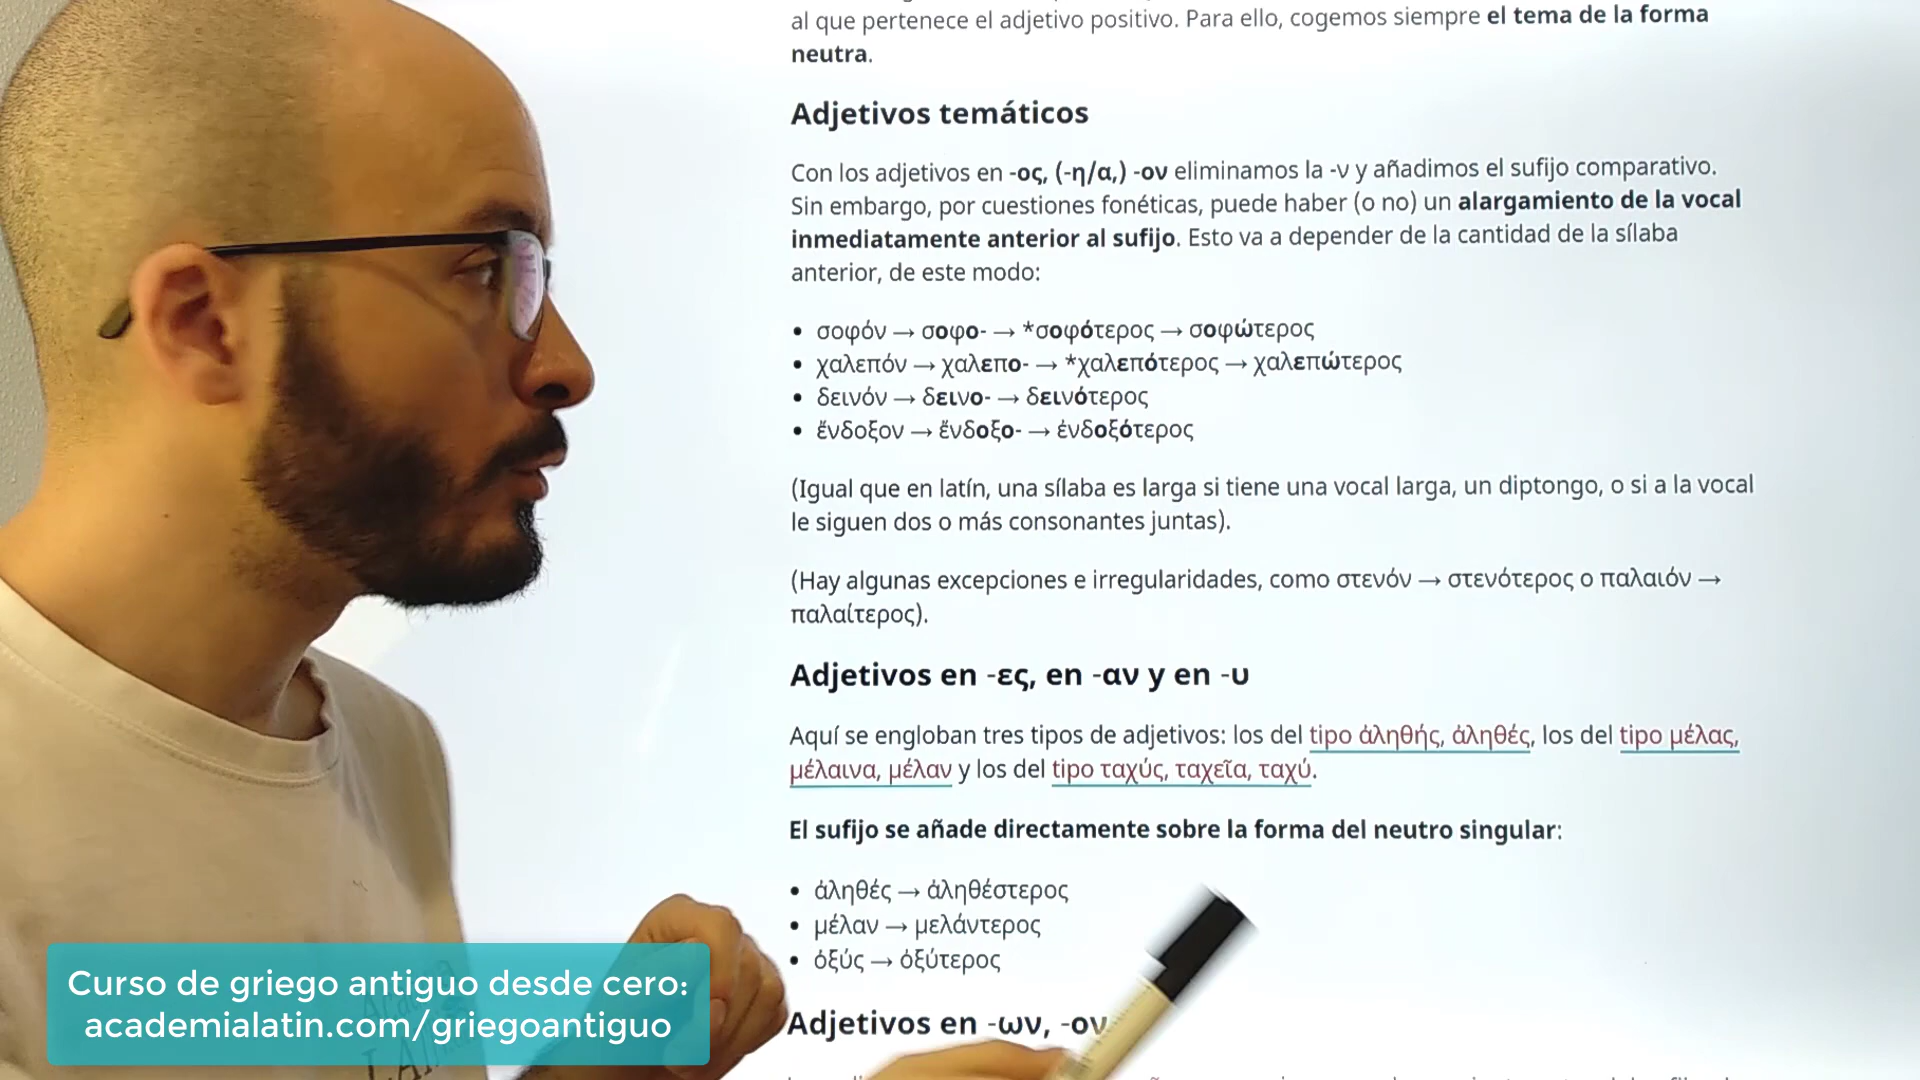 al que pertenece el adjetivo positivo. Para ello, cogemos siempre el tema de la forma
neutra.
Adjetivos temáticos
Con los adjetivos en -ος, (-η/α,) -ον eliminamos la -ν y añadimos el sufijo comparativo.
Sin embargo, por cuestiones fonéticas, puede haber (o no) un alargamiento de la vocal
inmediatamente anterior al sufijo. Esto va a depender de la cantidad de la sílaba
anterior, de este modo:
• σοφόν → σοφο- → *σοφότερος → σοφώτερος
• χαλεπόν → χαλεπο- → *χαλεπότερος → χαλεπώτερος
• δεινόν → δεινο- → δεινότερος
• ἔνδοξον → ἔνδοξο- → ἐνδοξότερος
(Igual que en latín, una sílaba es larga si tiene una vocal larga, un diptongo, o si a la vocal
le siguen dos o más consonantes juntas).
(Hay algunas excepciones e irregularidades, como στενόν → στενότερος o παλαιόν →
παλαίτερος).
Adjetivos en -ες, en -αν y en -υ
Aquí se engloban tres tipos de adjetivos: los del tipo ἀληθής, ἀληθές, los del tipo μέλας,
μέλαινα, μέλαν y los del tipo ταχύς, ταχεῖα, ταχύ.
El sufijo se añade directamente sobre la forma del neutro singular:
• ἀληθές → ἀληθέστερος
• μέλαν → μελάντερος
• ὀξύς → ὀξύτερος
Adjetivos en -ων, -ον
Curso de griego antiguo desde cero:
academialatin.com/griegoantiguo